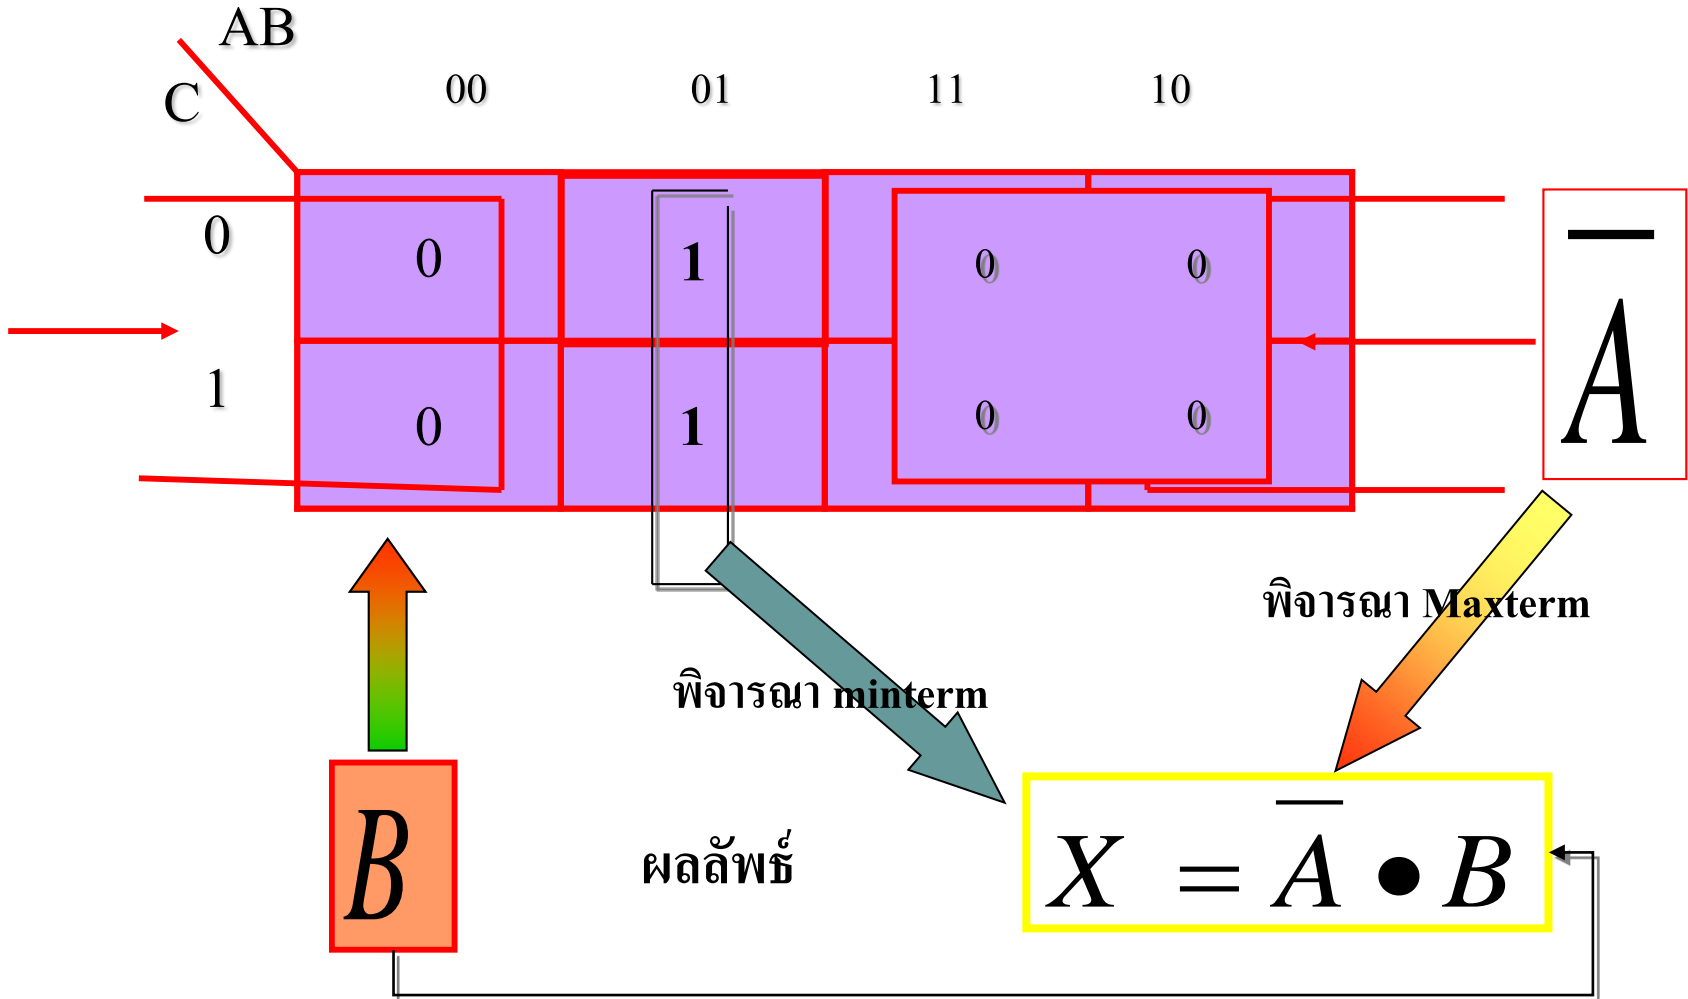 AB
C
00 01 11 10
0
0 1 0 0
1
0 1 0 0
A̅
พิจารณา Maxterm
พิจารณา minterm
B
ผลลัพธ์
X = A̅ • B